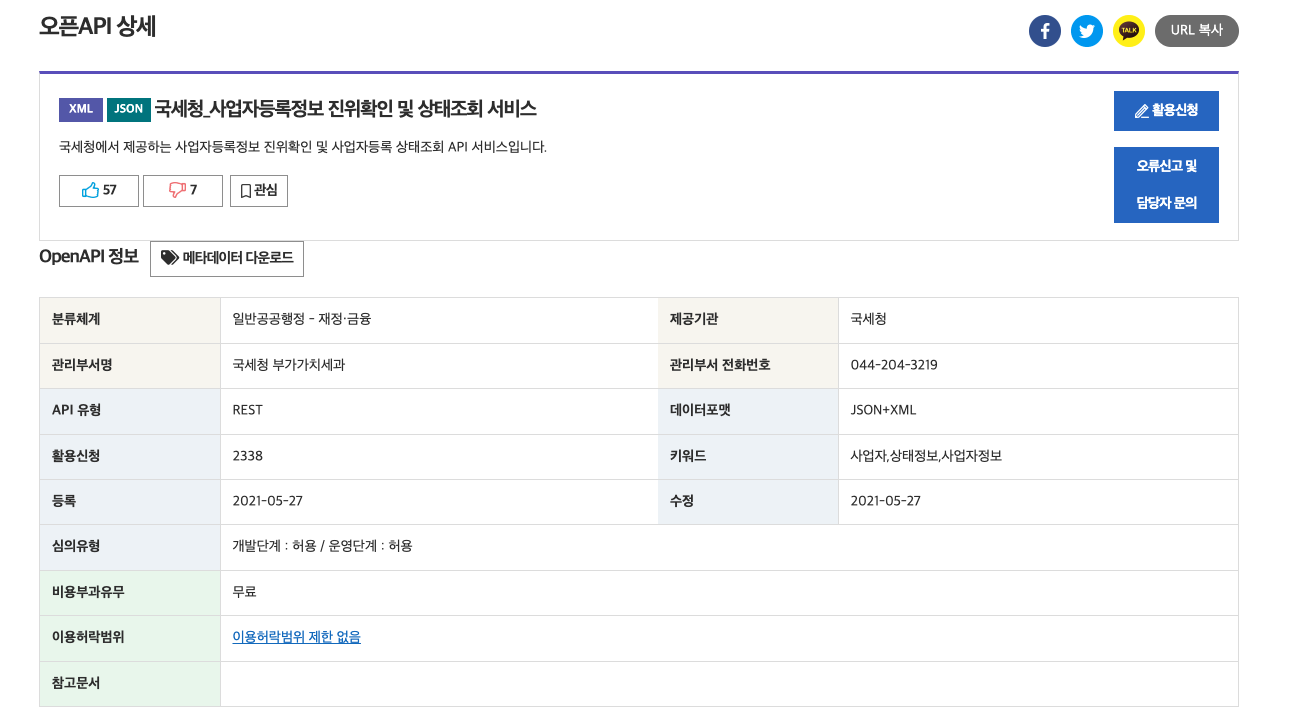 오픈API 상세
TALK
URL 복사
XML JSON 국세청_사업자등록정보 진위확인 및 상태조회 서비스
활용신청
국세청에서 제공하는 사업자등록정보 진위확인 및 사업자등록 상태조회 API 서비스입니다.
오류신고 및
담당자 문의
57 7 관심
OpenAPI 정보 메타데이터 다운로드
분류체계 일반공공행정 - 재정·금융 제공기관 국세청
관리부서명 국세청 부가가치세과 관리부서 전화번호 044-204-3219
API 유형 REST 데이터포맷 JSON+XML
활용신청 2338 키워드 사업자,상태정보,사업자정보
등록 2021-05-27 수정 2021-05-27
심의유형 개발단계 : 허용 / 운영단계 : 허용
비용부과유무 무료
이용허락범위 이용허락범위 제한 없음
참고문서